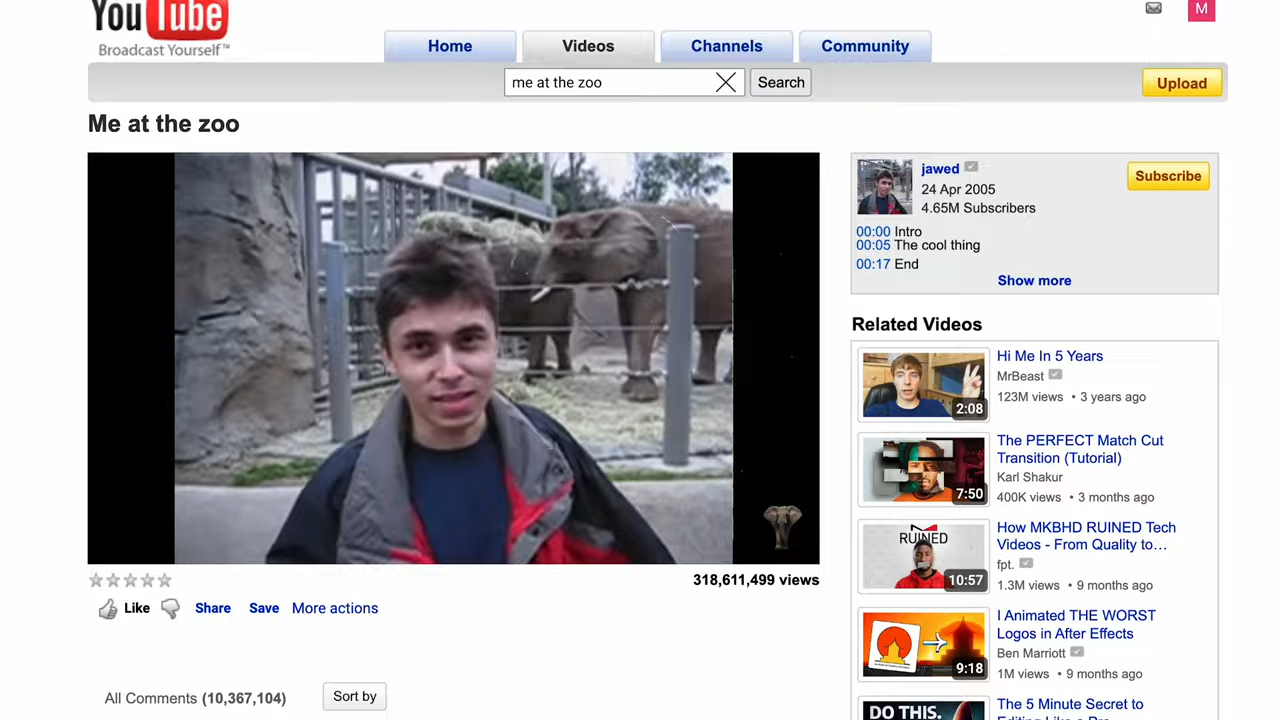 YouTube
Broadcast Yourself™
M
Home
Videos
Channels
Community
me at the zoo
Search
Upload
Me at the zoo
jawed
24 Apr 2005
4.65M Subscribers
Subscribe
00:00 Intro
00:05 The cool thing
00:17 End
Show more
Related Videos
Hi Me In 5 Years
MrBeast
123M views • 3 years ago
2:08
The PERFECT Match Cut
Transition (Tutorial)
Karl Shakur
400K views • 3 months ago
7:50
RUINED
How MKBHD RUINED Tech
Videos - From Quality to…
fpt.
1.3M views • 9 months ago
10:57
I Animated THE WORST
Logos in After Effects
Ben Marriott
1M views • 9 months ago
9:18
DO THIS.
The 5 Minute Secret to
318,611,499 views
Like
Share
Save
More actions
All Comments (10,367,104)
Sort by